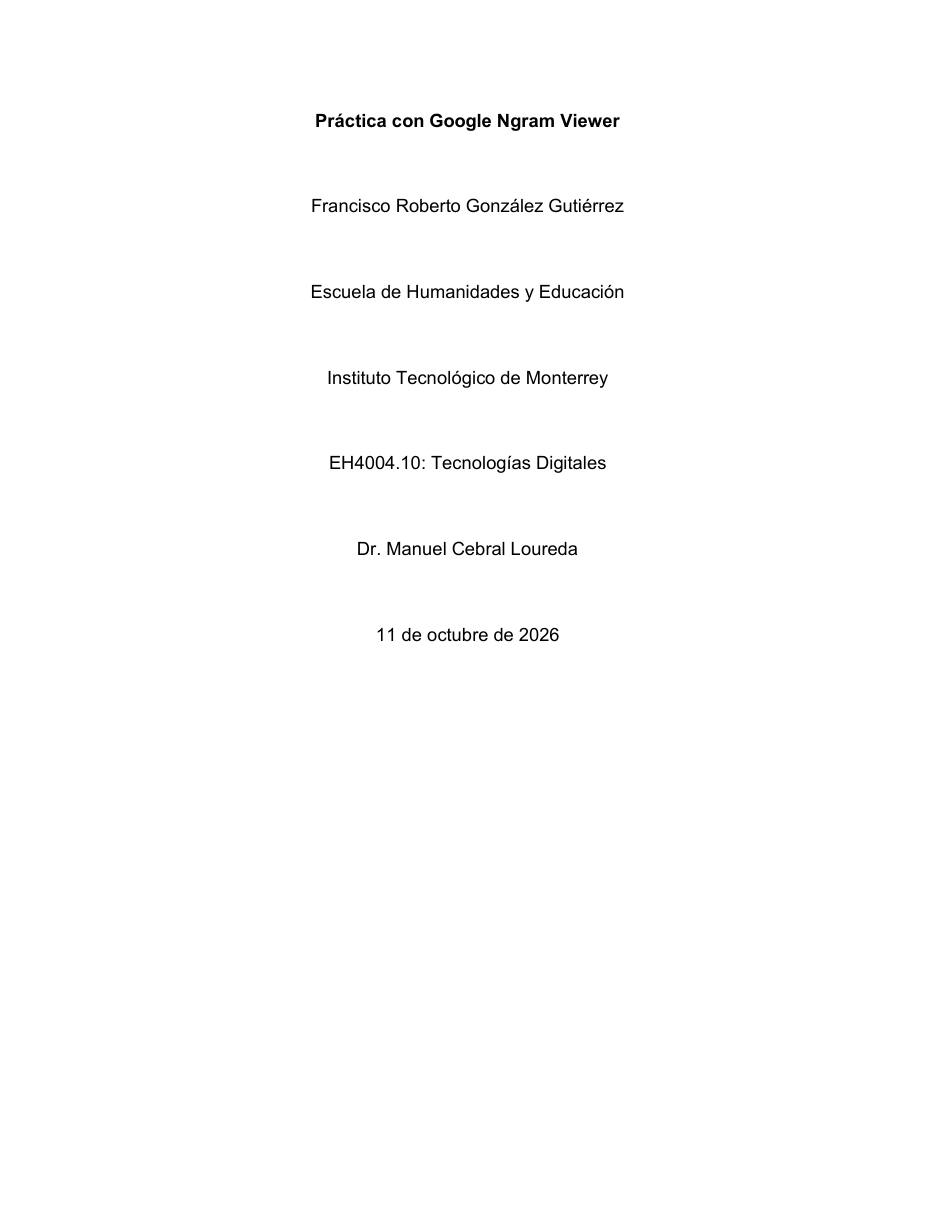 Práctica con Google Ngram Viewer
Francisco Roberto González Gutiérrez
Escuela de Humanidades y Educación
Instituto Tecnológico de Monterrey
EH4004.10: Tecnologías Digitales
Dr. Manuel Cebral Loureda
11 de octubre de 2026